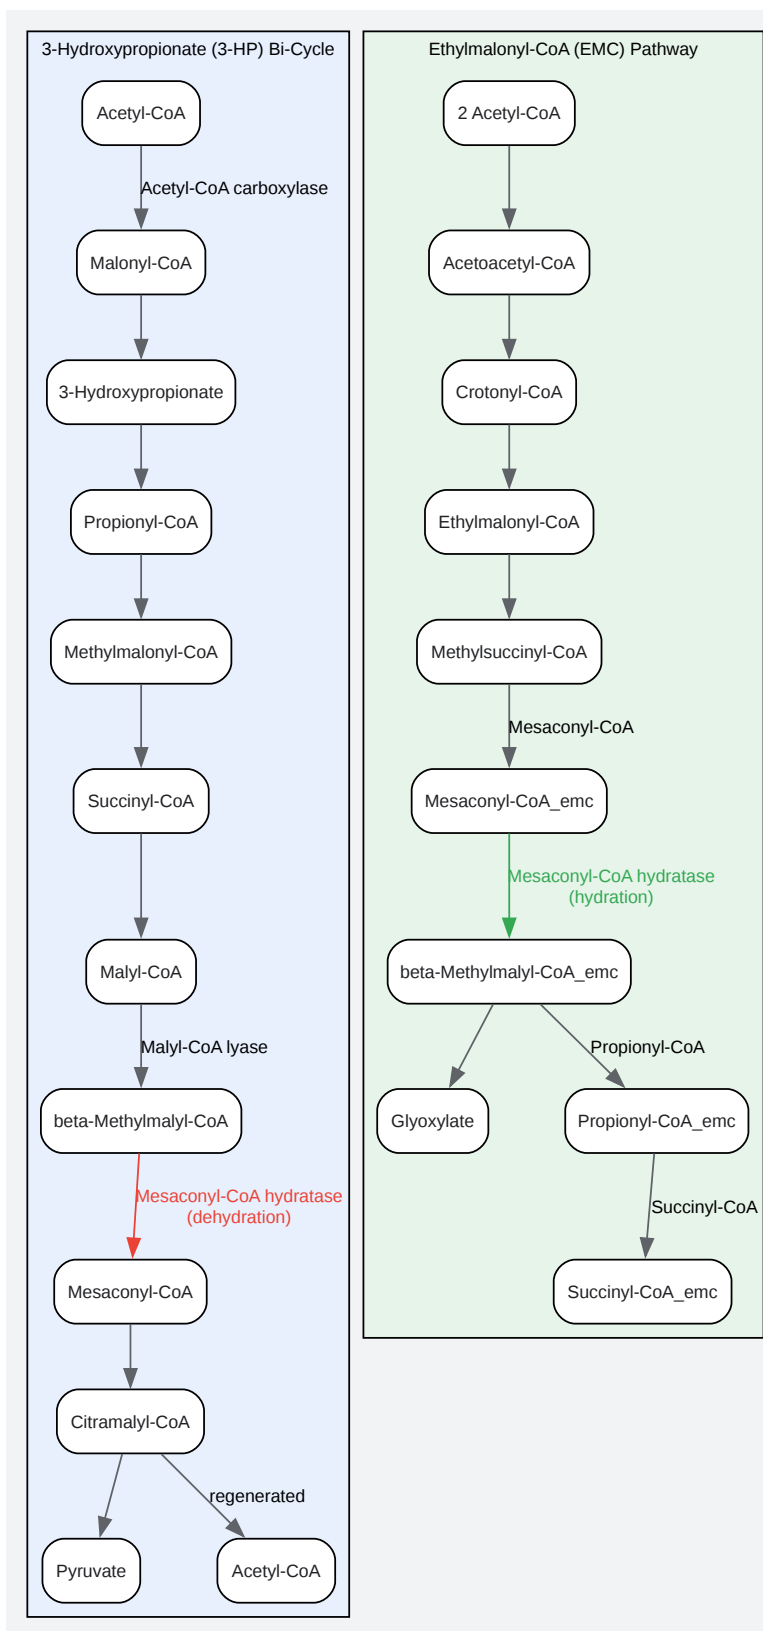 3-Hydroxypropionate (3-HP) Bi-Cycle
Acetyl-CoA
Acetyl-CoA carboxylase
Malonyl-CoA
3-Hydroxypropionate
Propionyl-CoA
Methylmalonyl-CoA
Succinyl-CoA
Malyl-CoA
Malyl-CoA lyase
beta-Methylmalyl-CoA
Mesaconyl-CoA hydratase
(dehydration)
Mesaconyl-CoA
Citramalyl-CoA
regenerated
Pyruvate
Acetyl-CoA
Ethylmalonyl-CoA (EMC) Pathway
2 Acetyl-CoA
Acetoacetyl-CoA
Crotonyl-CoA
Ethylmalonyl-CoA
Methylsuccinyl-CoA
Mesaconyl-CoA
Mesaconyl-CoA_emc
Mesaconyl-CoA hydratase
(hydration)
beta-Methylmalyl-CoA_emc
Propionyl-CoA
Glyoxylate
Propionyl-CoA_emc
Succinyl-CoA
Succinyl-CoA_emc